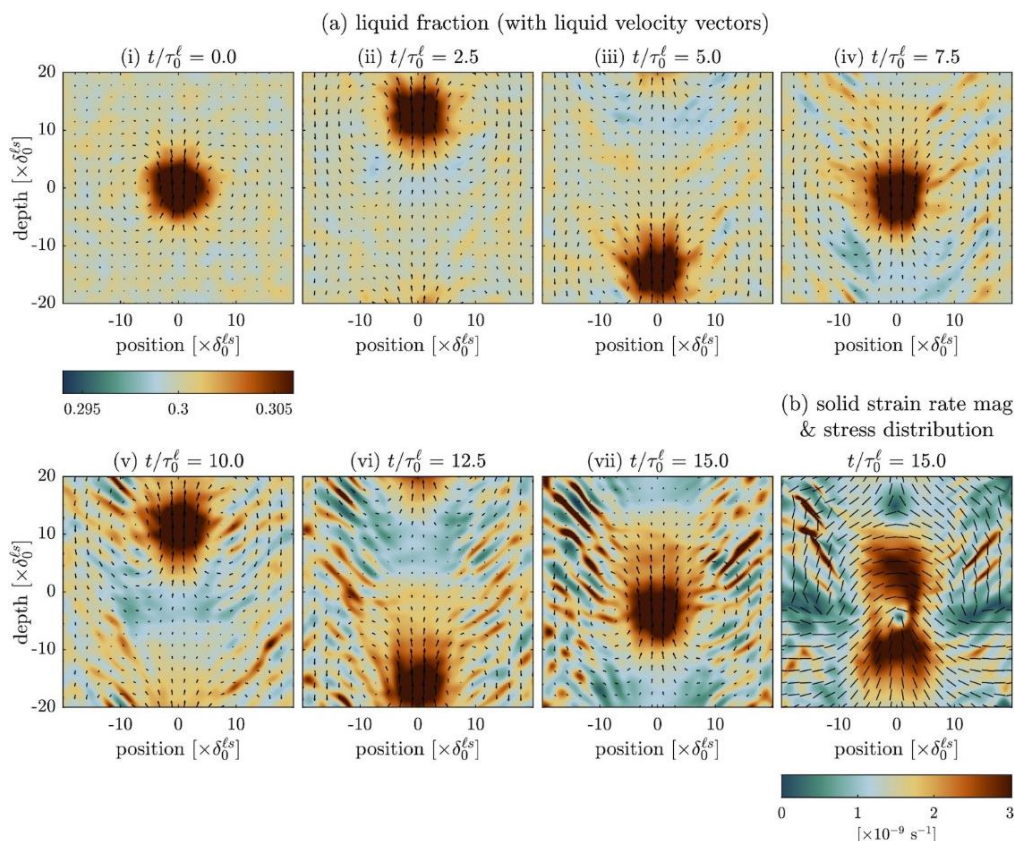 (a) liquid fraction (with liquid velocity vectors)
(i) t/τ₀ˡ = 0.0
(ii) t/τ₀ˡ = 2.5
(iii) t/τ₀ˡ = 5.0
(iv) t/τ₀ˡ = 7.5
depth [×δ₀ˡˢ]
20
10
0
-10
-20
-10 0 10
-10 0 10
-10 0 10
-10 0 10
position [×δ₀ˡˢ]
position [×δ₀ˡˢ]
position [×δ₀ˡˢ]
position [×δ₀ˡˢ]
0.295 0.3 0.305
(b) solid strain rate mag
& stress distribution
(v) t/τ₀ˡ = 10.0
(vi) t/τ₀ˡ = 12.5
(vii) t/τ₀ˡ = 15.0
t/τ₀ˡ = 15.0
depth [×δ₀ˡˢ]
20
10
0
-10
-20
-10 0 10
-10 0 10
-10 0 10
-10 0 10
position [×δ₀ˡˢ]
position [×δ₀ˡˢ]
position [×δ₀ˡˢ]
position [×δ₀ˡˢ]
0 1 2 3
[×10⁻⁹ s⁻¹]